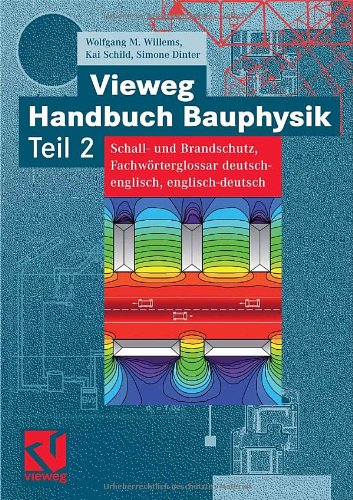 Wolfgang M. Willems,
Kai Schild, Simone Dinter
Vieweg
Handbuch Bauphysik
Teil 2
Schall- und Brandschutz,
Fachwörterglossar deutsch-
englisch, englisch-deutsch
vieweg
Urheberrechtlich geschütztes